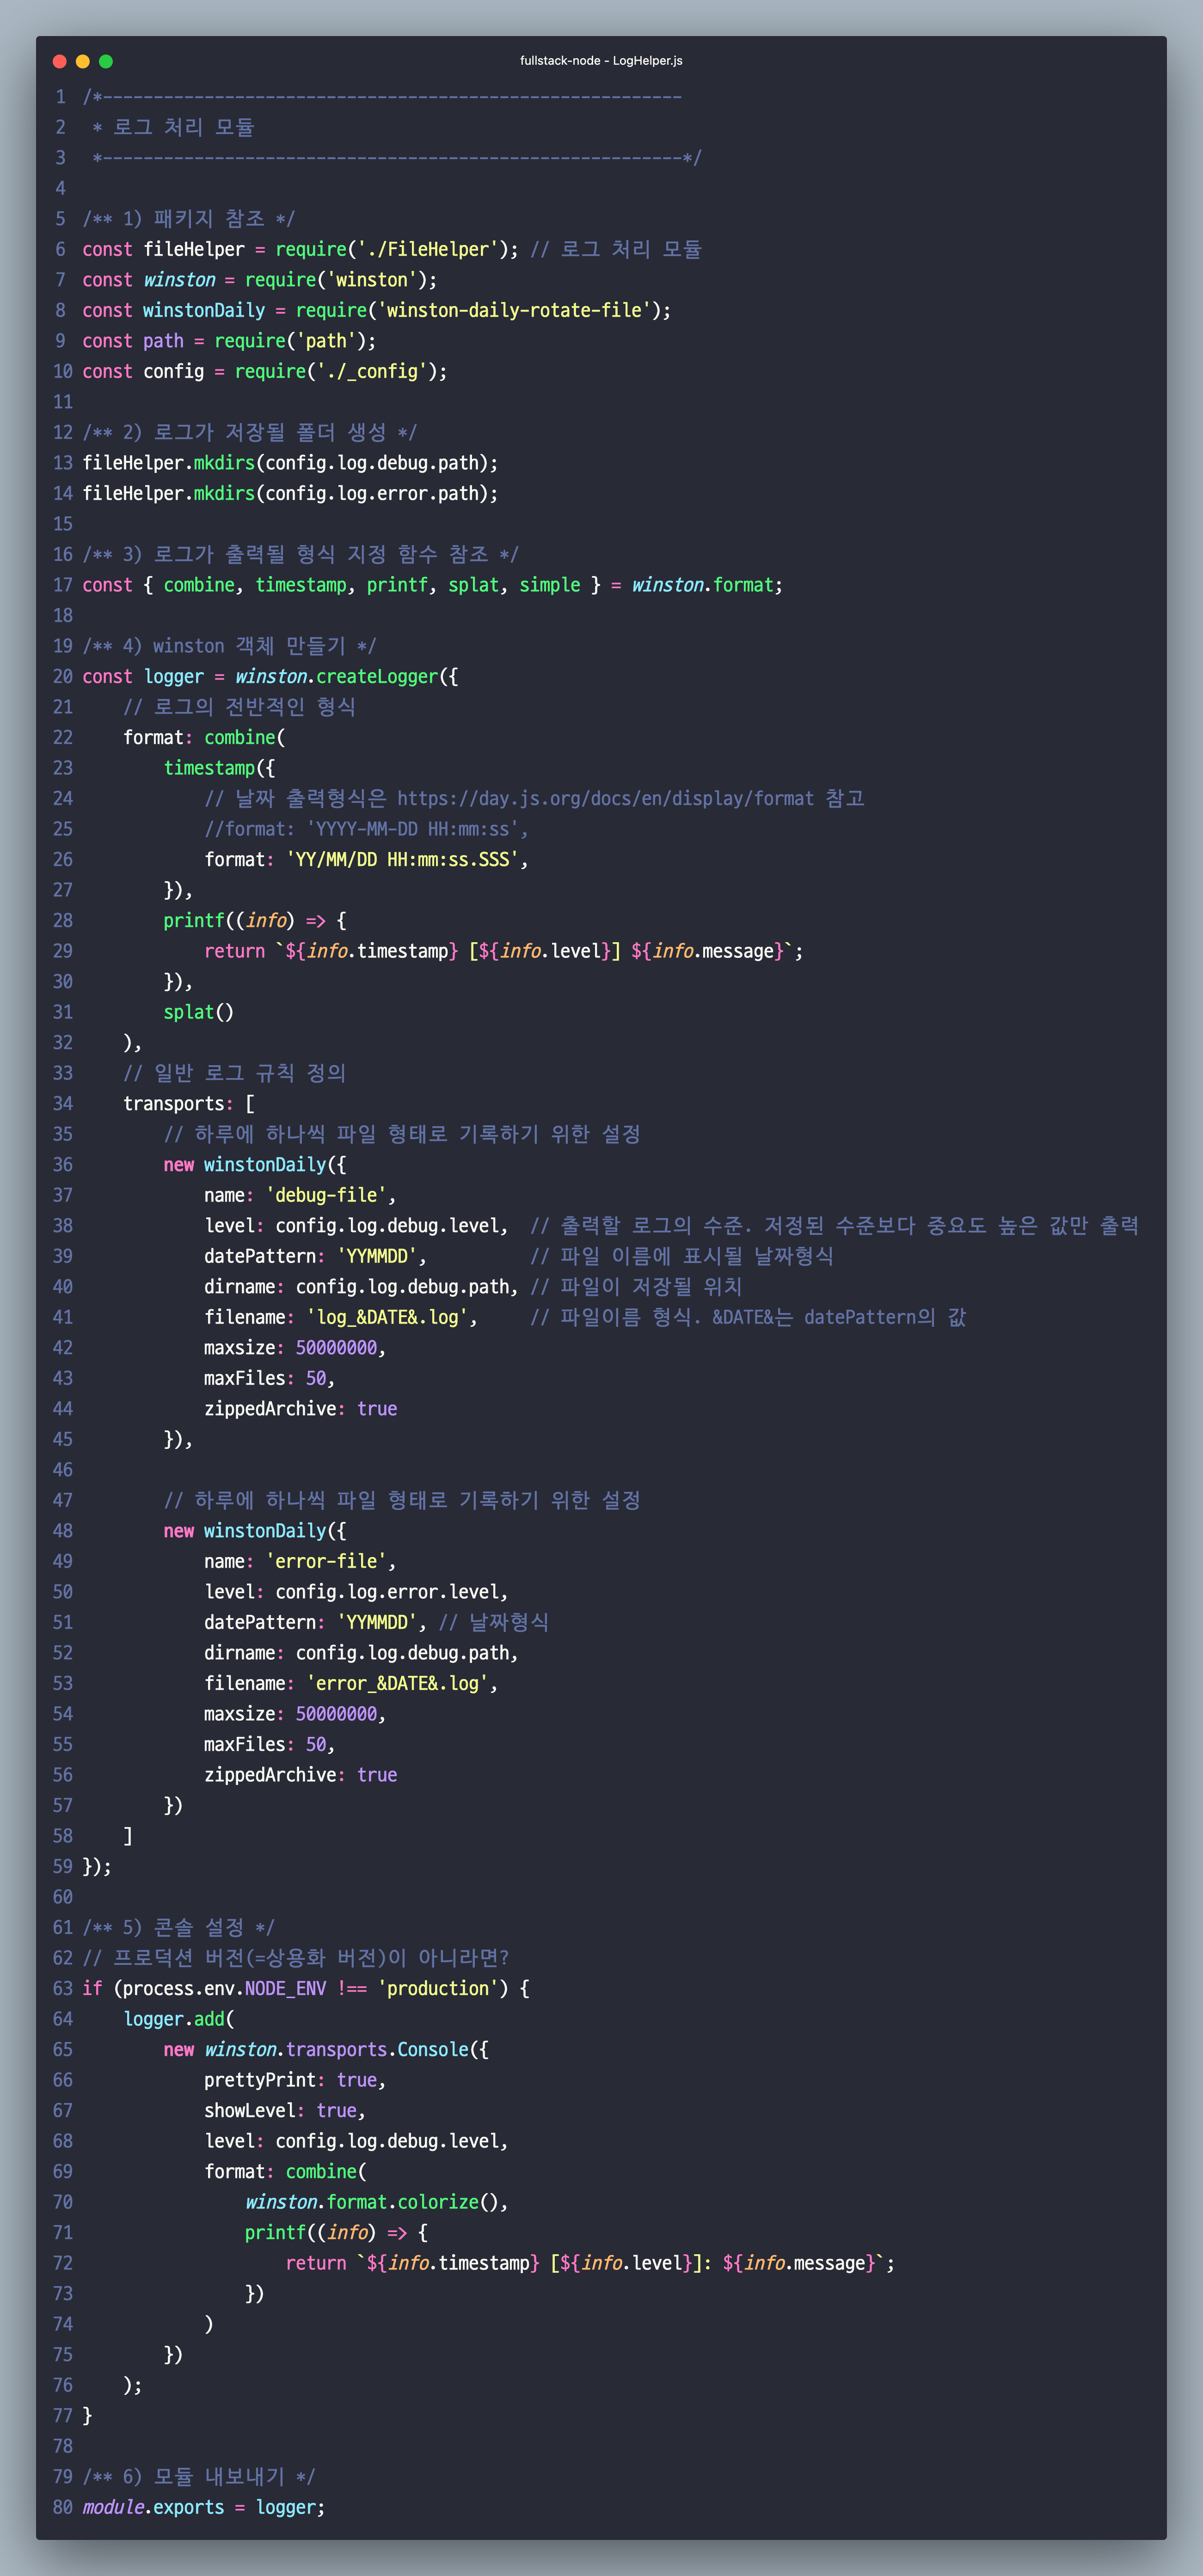 fullstack-node - LogHelper.js
1 /*---------------------------------------------------------
2  * 로그 처리 모듈
3  *---------------------------------------------------------*/
4
5 /** 1) 패키지 참조 */
6 const fileHelper = require('./FileHelper'); // 로그 처리 모듈
7 const winston = require('winston');
8 const winstonDaily = require('winston-daily-rotate-file');
9 const path = require('path');
10 const config = require('./_config');
11
12 /** 2) 로그가 저장될 폴더 생성 */
13 fileHelper.mkdirs(config.log.debug.path);
14 fileHelper.mkdirs(config.log.error.path);
15
16 /** 3) 로그가 출력될 형식 지정 함수 참조 */
17 const { combine, timestamp, printf, splat, simple } = winston.format;
18
19 /** 4) winston 객체 만들기 */
20 const logger = winston.createLogger({
21     // 로그의 전반적인 형식
22     format: combine(
23         timestamp({
24             // 날짜 출력형식은 https://day.js.org/docs/en/display/format 참고
25             //format: 'YYYY-MM-DD HH:mm:ss',
26             format: 'YY/MM/DD HH:mm:ss.SSS',
27         }),
28         printf((info) => {
29             return `${info.timestamp} [${info.level}] ${info.message}`;
30         }),
31         splat()
32     ),
33     // 일반 로그 규칙 정의
34     transports: [
35         // 하루에 하나씩 파일 형태로 기록하기 위한 설정
36         new winstonDaily({
37             name: 'debug-file',
38             level: config.log.debug.level,  // 출력할 로그의 수준. 저정된 수준보다 중요도 높은 값만 출력
39             datePattern: 'YYMMDD',          // 파일 이름에 표시될 날짜형식
40             dirname: config.log.debug.path, // 파일이 저장될 위치
41             filename: 'log_&DATE&.log',     // 파일이름 형식. &DATE&는 datePattern의 값
42             maxsize: 50000000,
43             maxFiles: 50,
44             zippedArchive: true
45         }),
46
47         // 하루에 하나씩 파일 형태로 기록하기 위한 설정
48         new winstonDaily({
49             name: 'error-file',
50             level: config.log.error.level,
51             datePattern: 'YYMMDD', // 날짜형식
52             dirname: config.log.debug.path,
53             filename: 'error_&DATE&.log',
54             maxsize: 50000000,
55             maxFiles: 50,
56             zippedArchive: true
57         })
58     ]
59 });
60
61 /** 5) 콘솔 설정 */
62 // 프로덕션 버전(=상용화 버전)이 아니라면?
63 if (process.env.NODE_ENV !== 'production') {
64     logger.add(
65         new winston.transports.Console({
66             prettyPrint: true,
67             showLevel: true,
68             level: config.log.debug.level,
69             format: combine(
70                 winston.format.colorize(),
71                 printf((info) => {
72                     return `${info.timestamp} [${info.level}]: ${info.message}`;
73                 })
74             )
75         })
76     );
77 }
78
79 /** 6) 모듈 내보내기 */
80 module.exports = logger;